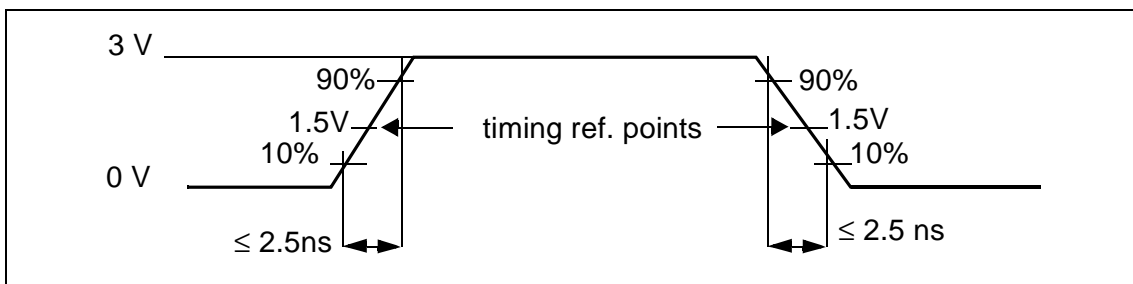 3 V
90%
90%
1.5V
timing ref. points
1.5V
10%
10%
0 V
≤ 2.5ns
≤ 2.5 ns